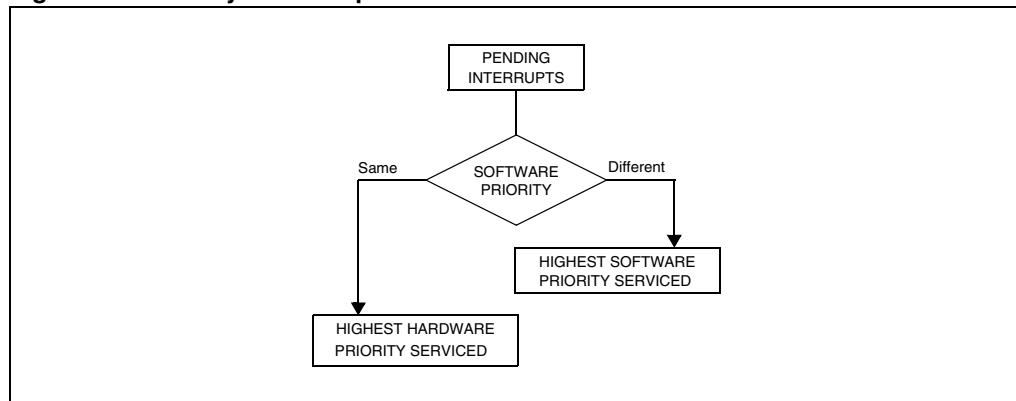 PENDING
INTERRUPTS
Same
SOFTWARE
PRIORITY
Different
HIGHEST SOFTWARE
PRIORITY SERVICED
HIGHEST HARDWARE
PRIORITY SERVICED